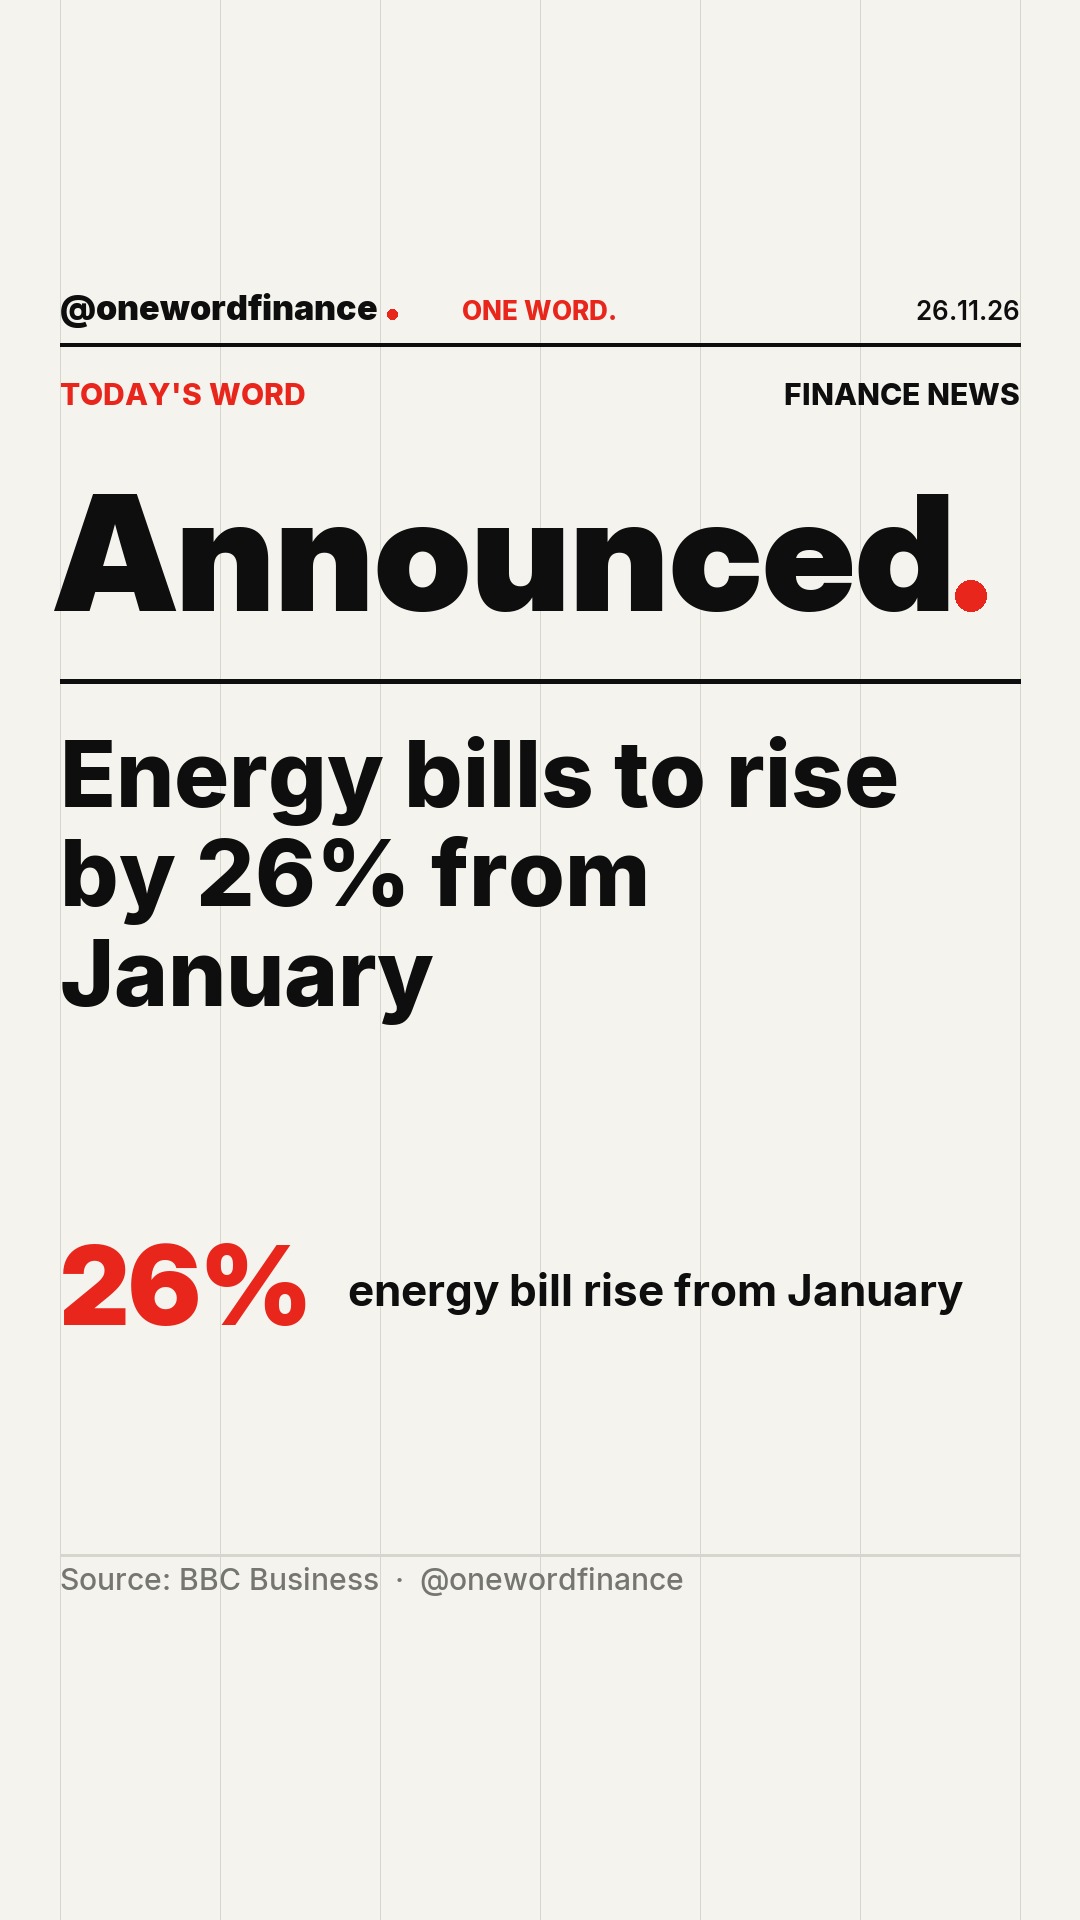 @onewordfinance ONE WORD. 26.11.26
TODAY'S WORD FINANCE NEWS
Announced.
Energy bills to rise
by 26% from
January
26% energy bill rise from January
Source: BBC Business · @onewordfinance